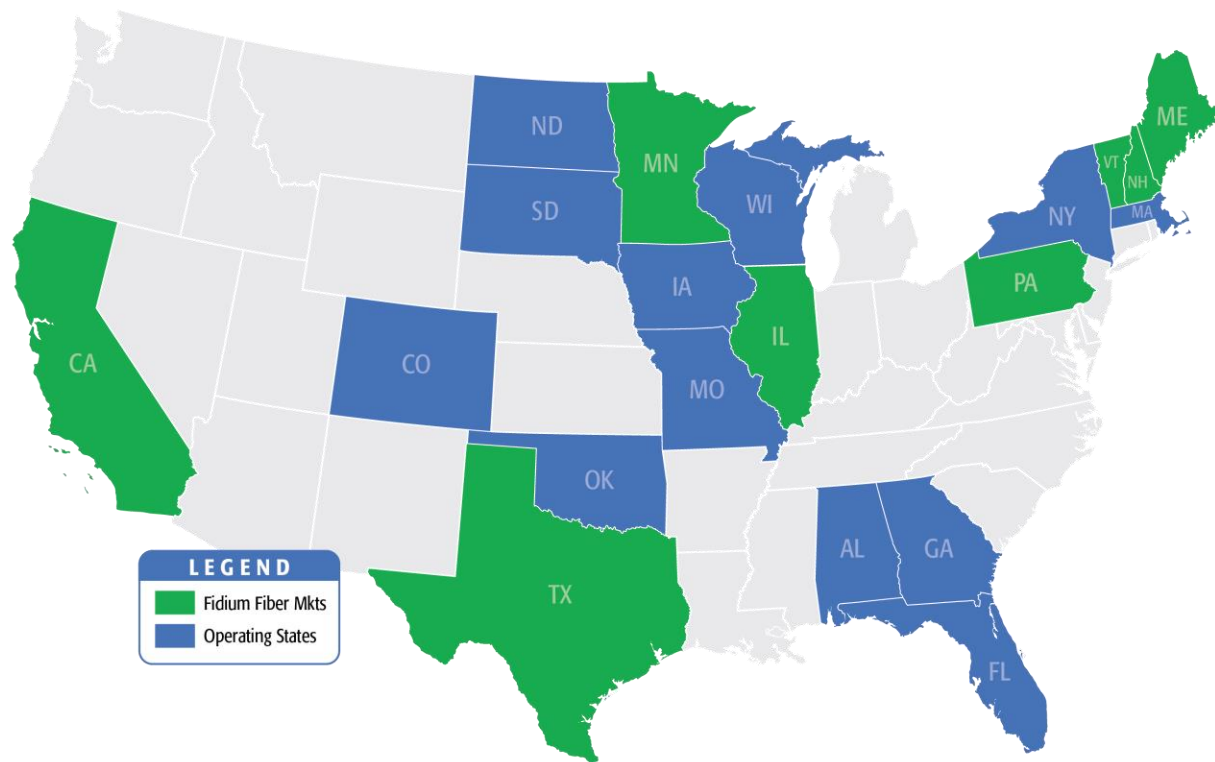 ME
ND
MN
VT
NH
WI
SD
NY
MA
IA
PA
IL
CA
CO
MO
OK
AL
GA
TX
FL
LEGEND
Fidium Fiber Mkts
Operating States